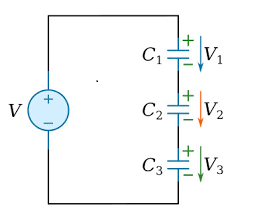 +
C₁ V₁
−
+
V + C₂ V₂
− −
+
C₃ V₃
−